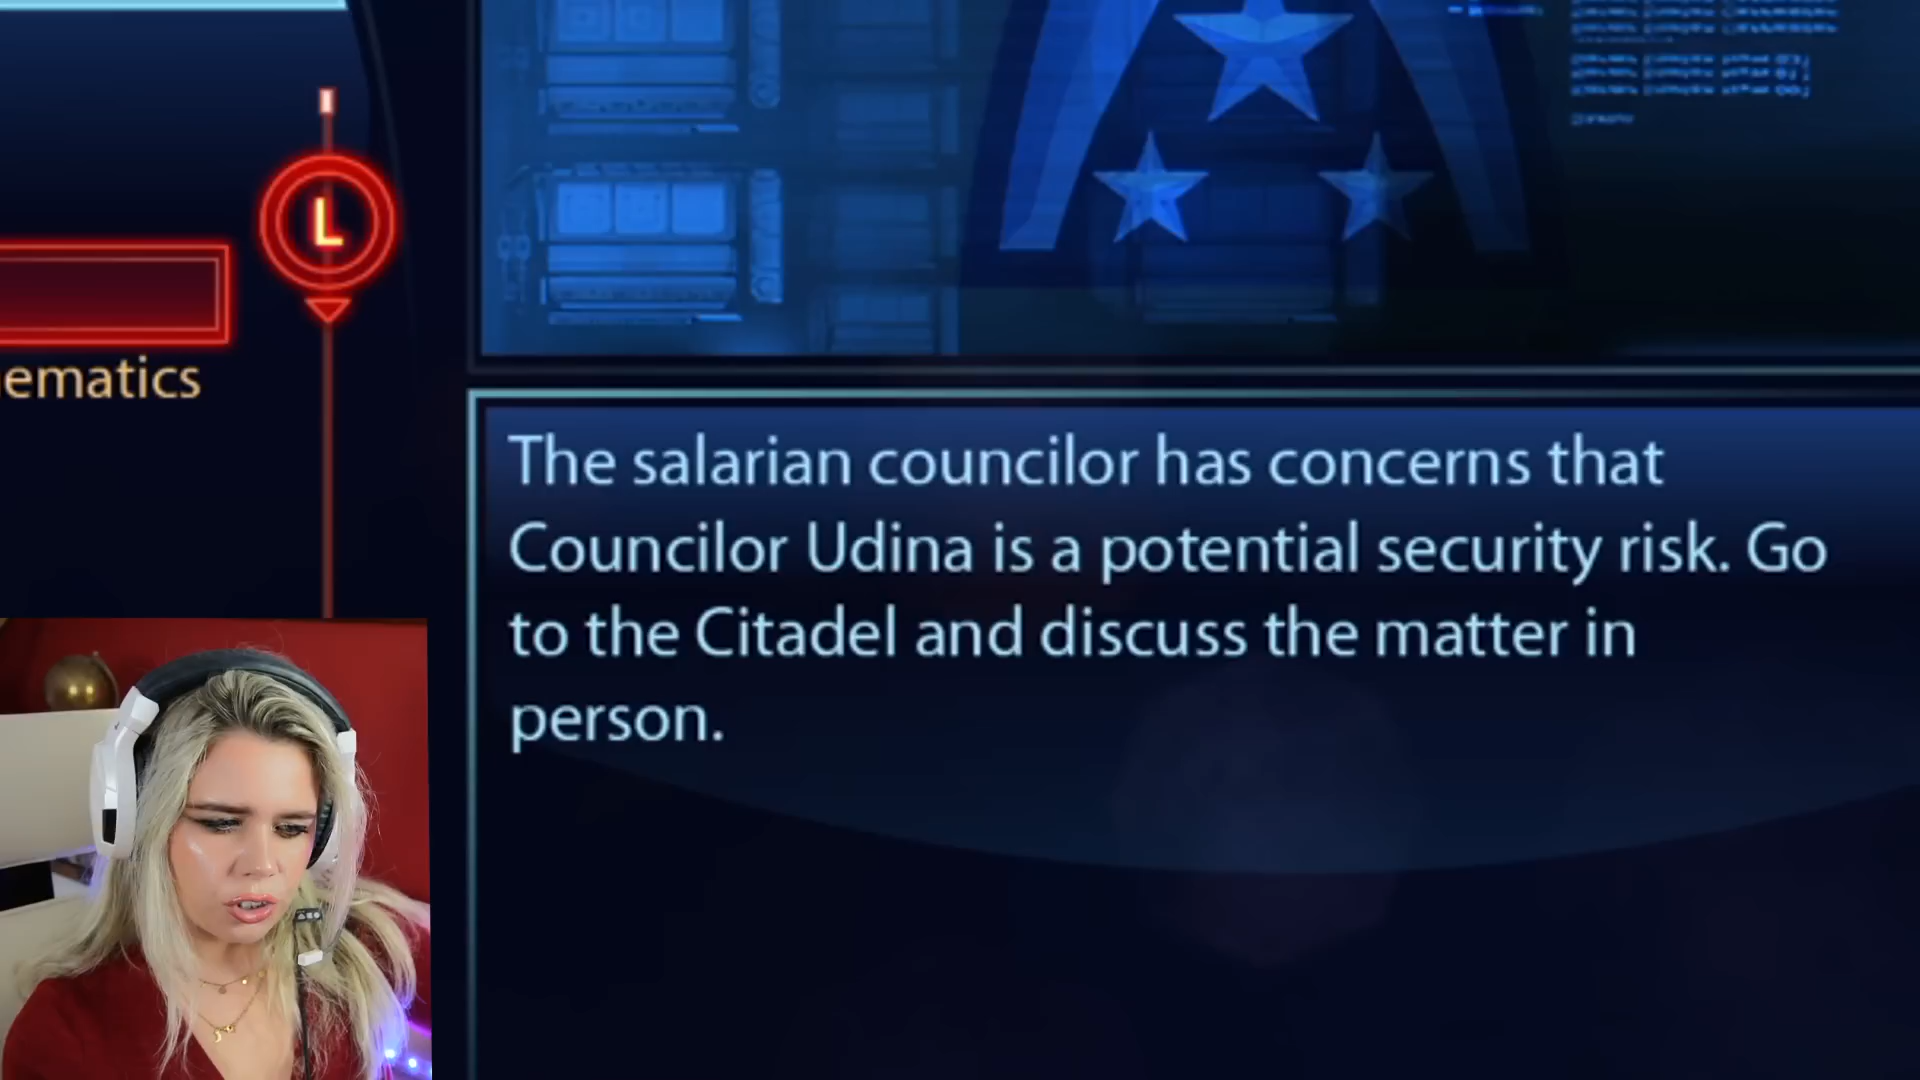 L
ematics
The salarian councilor has concerns that
Councilor Udina is a potential security risk. Go
to the Citadel and discuss the matter in
person.